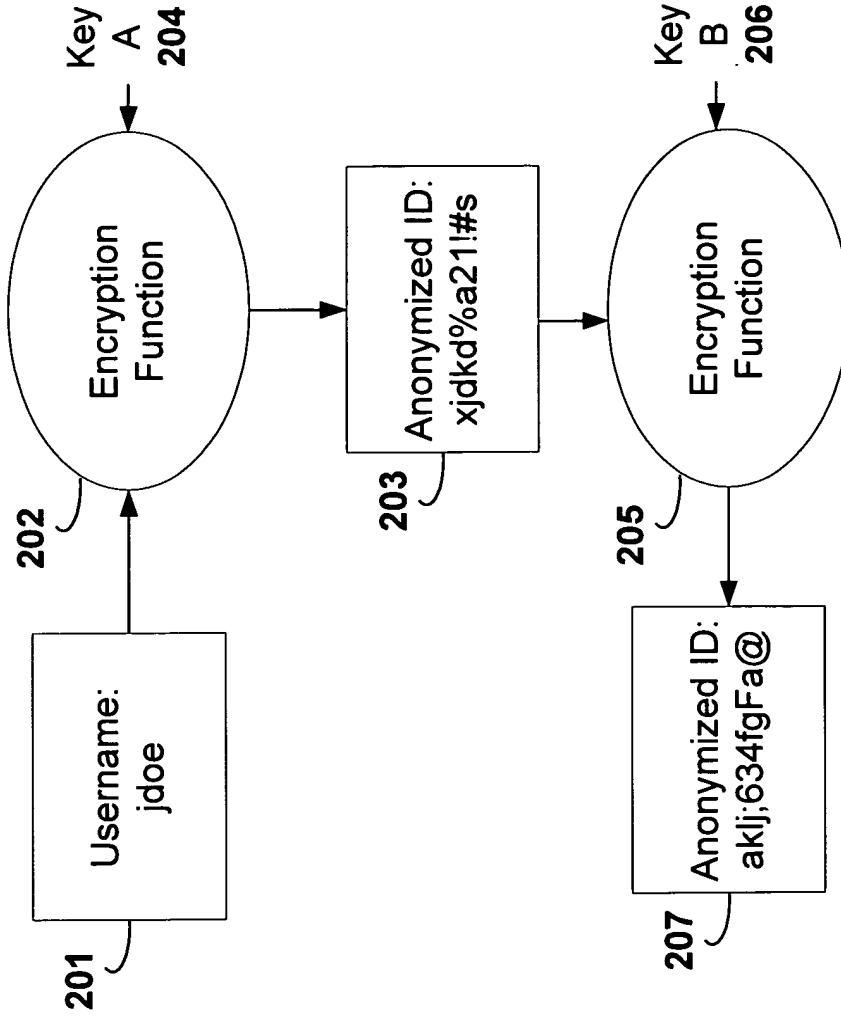 Username:
jdoe
201
Encryption
Function
202
Key
A
204
Anonymized ID:
xjdkd%a21!#s
203
Encryption
Function
205
Key
B
206
Anonymized ID:
aklj;634fgFa@
207